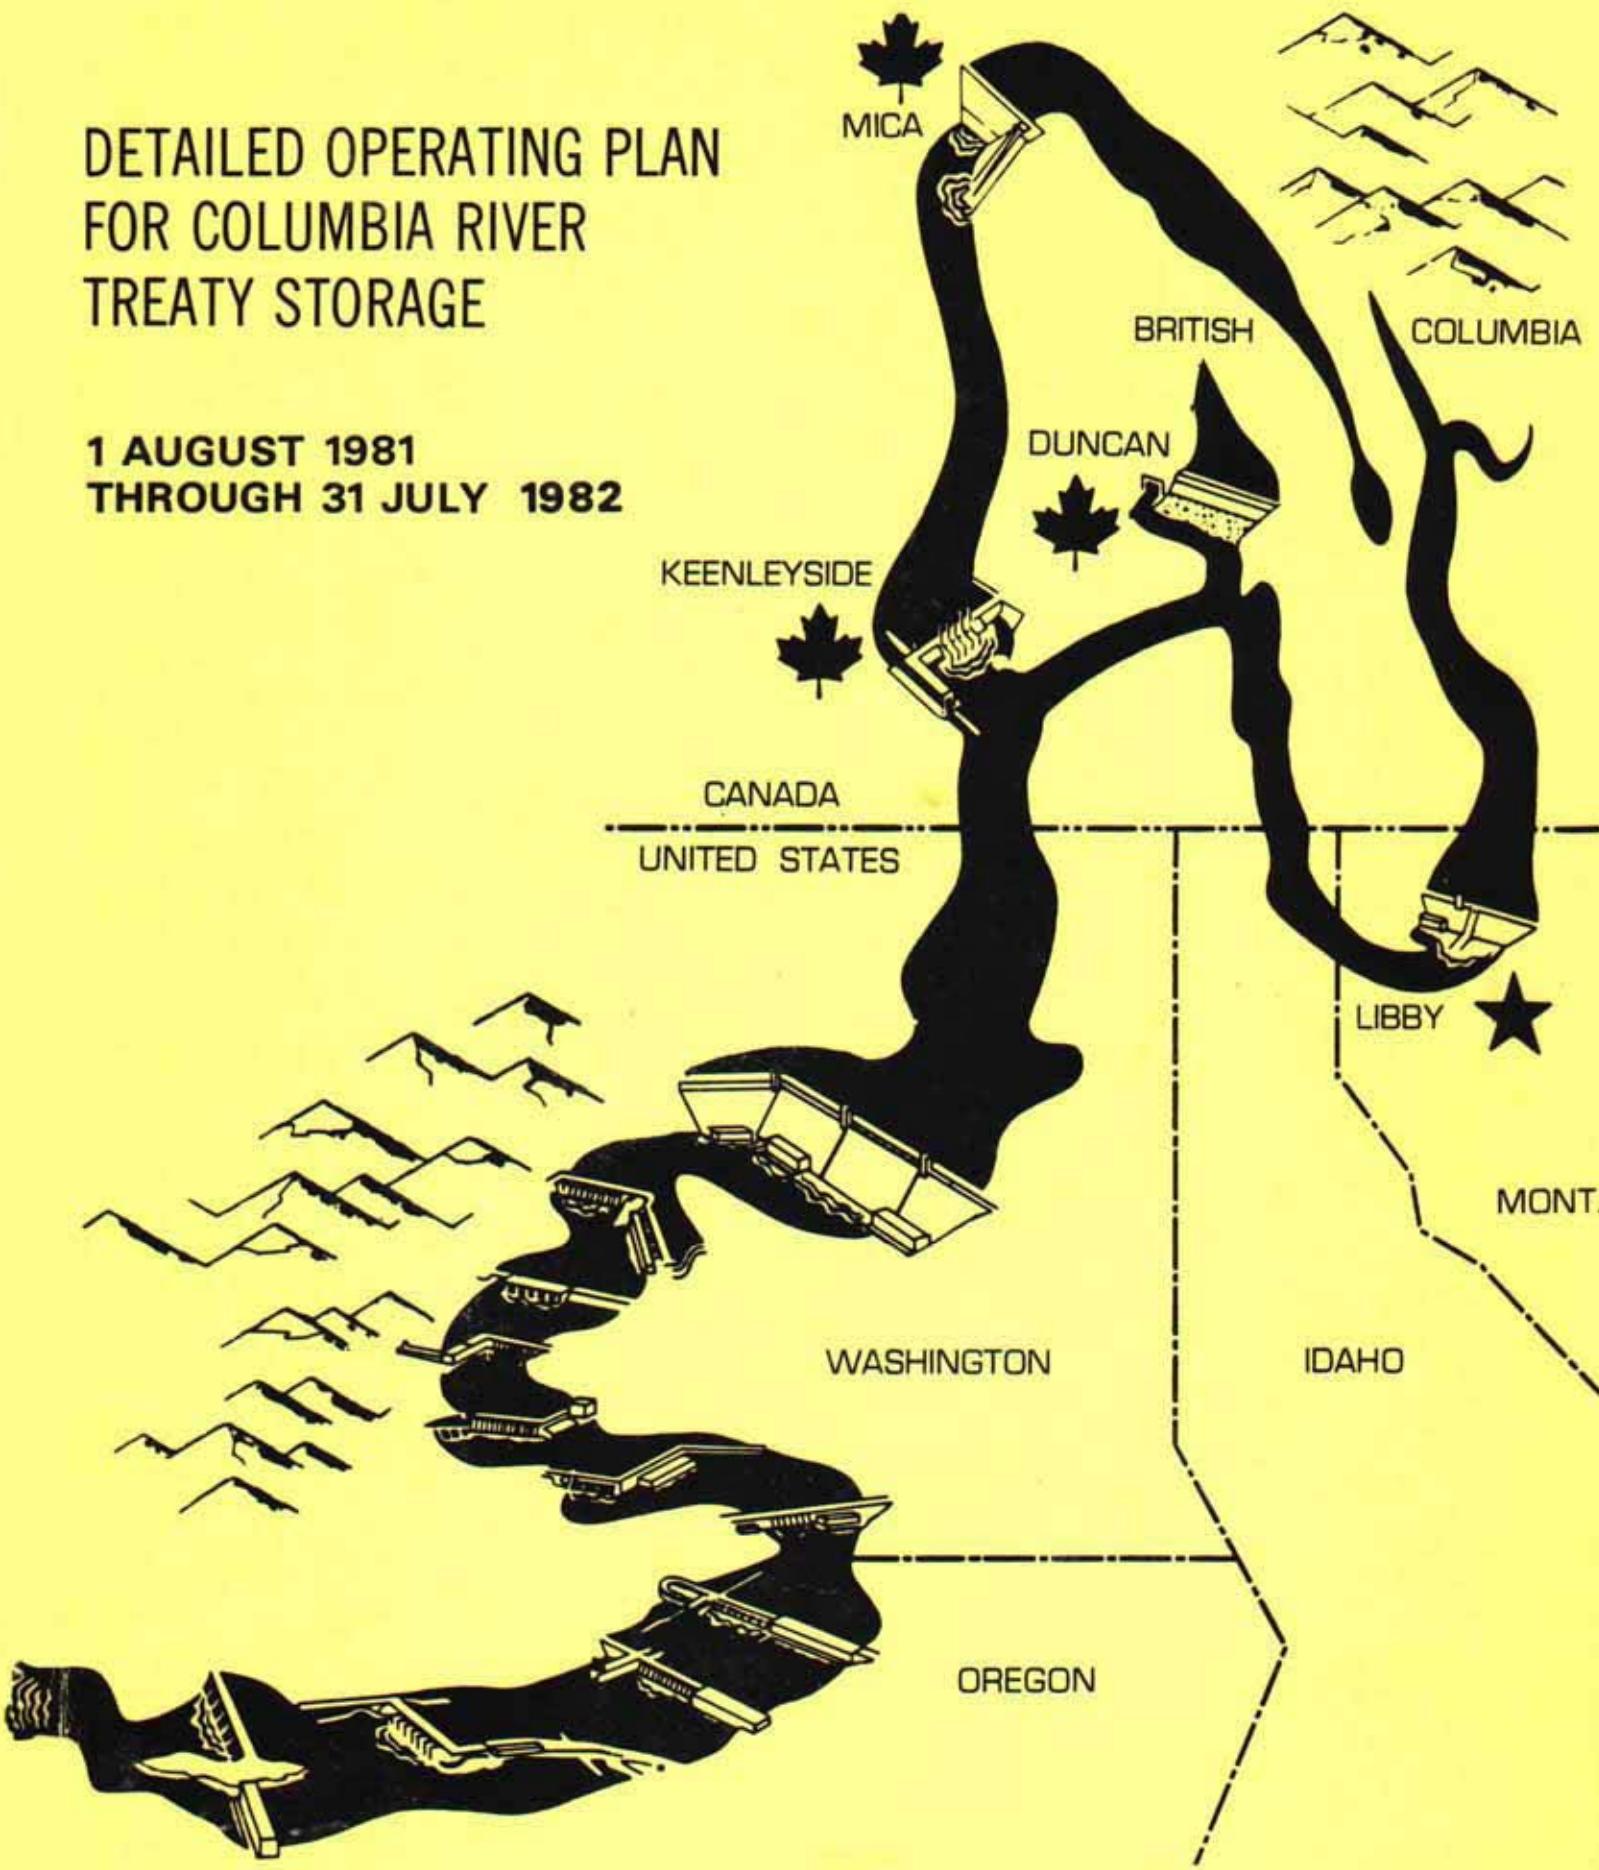 DETAILED OPERATING PLAN
FOR COLUMBIA RIVER
TREATY STORAGE
1 AUGUST 1981
THROUGH 31 JULY 1982
MICA
BRITISH COLUMBIA
DUNCAN
KEENLEYSIDE
CANADA
UNITED STATES
LIBBY
MONT
WASHINGTON
IDAHO
OREGON